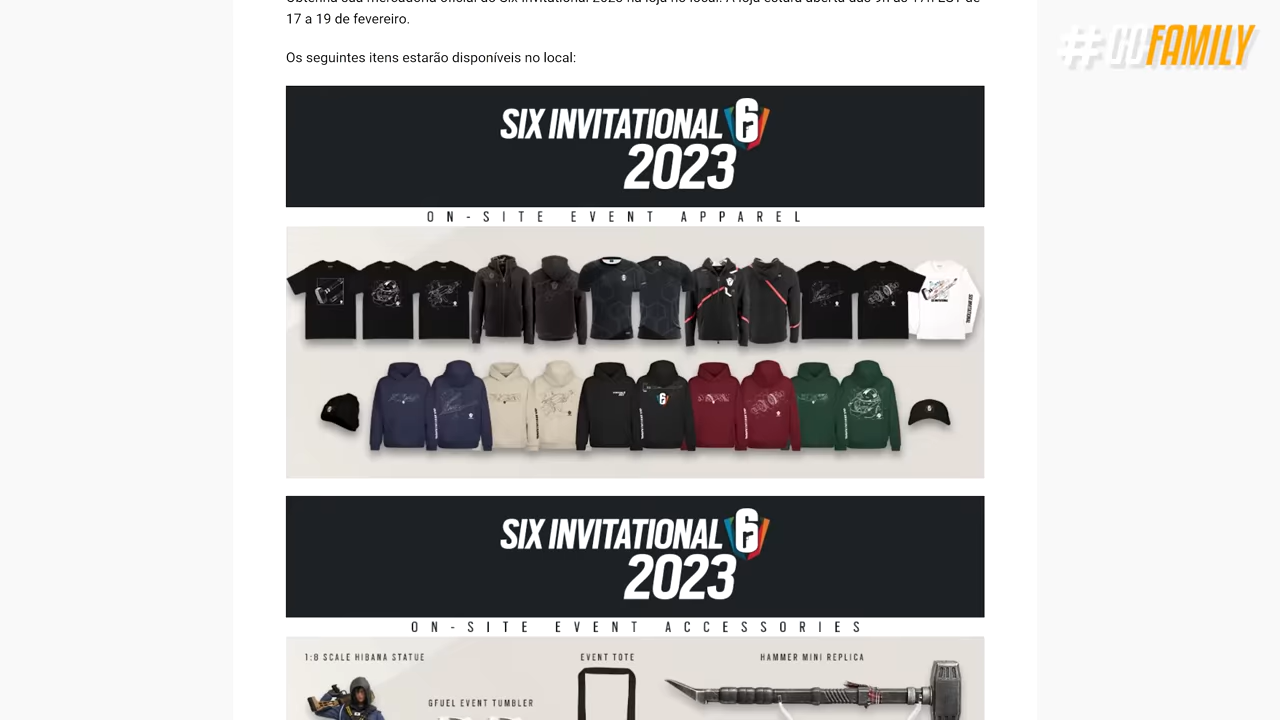 17 a 19 de fevereiro.
#GOFAMILY
Os seguintes itens estarão disponíveis no local:
SIX INVITATIONAL
2023
ON-SITE EVENT APPAREL
SIX INVITATIONAL
2023
ON-SITE EVENT ACCESSORIES
1:8 SCALE HIBANA STATUE
EVENT TOTE
HAMMER MINI REPLICA
GFUEL EVENT TUMBLER